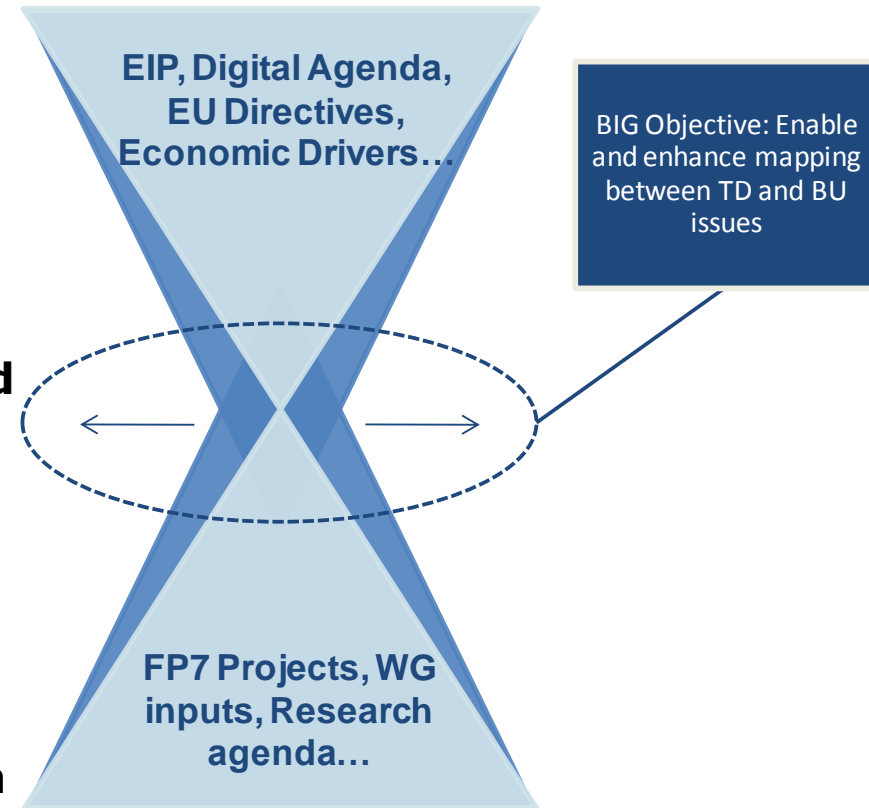 EIP, Digital Agenda,
EU Directives,
Economic Drivers…
BIG Objective: Enable
and enhance mapping
between TD and BU
issues
d
FP7 Projects, WG
inputs, Research
agenda…
n